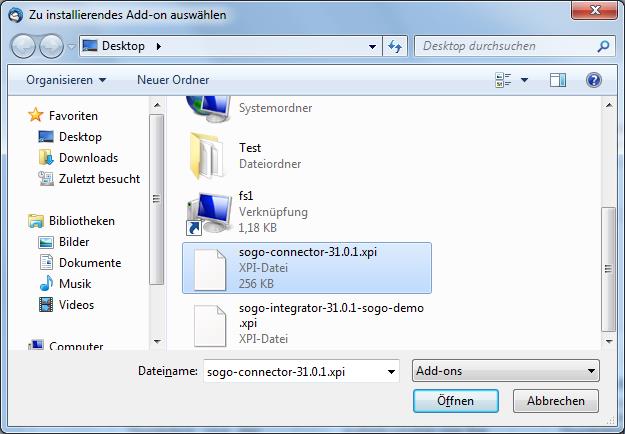 Zu installierendes Add-on auswählen
Desktop
Desktop durchsuchen
Organisieren
Neuer Ordner
Favoriten
Desktop
Downloads
Zuletzt besucht
Bibliotheken
Bilder
Dokumente
Musik
Videos
Computer
Systemordner
Test
Dateiordner
fs1
Verknüpfung
1,18 KB
sogo-connector-31.0.1.xpi
XPI-Datei
256 KB
sogo-integrator-31.0.1-sogo-demo
.xpi
XPI-Datei
Dateiname:
sogo-connector-31.0.1.xpi
Add-ons
Öffnen
Abbrechen